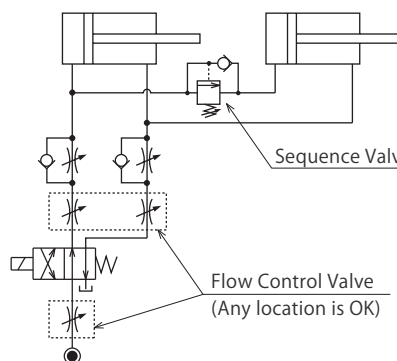 Sequence Valv
Flow Control Valve
(Any location is OK)